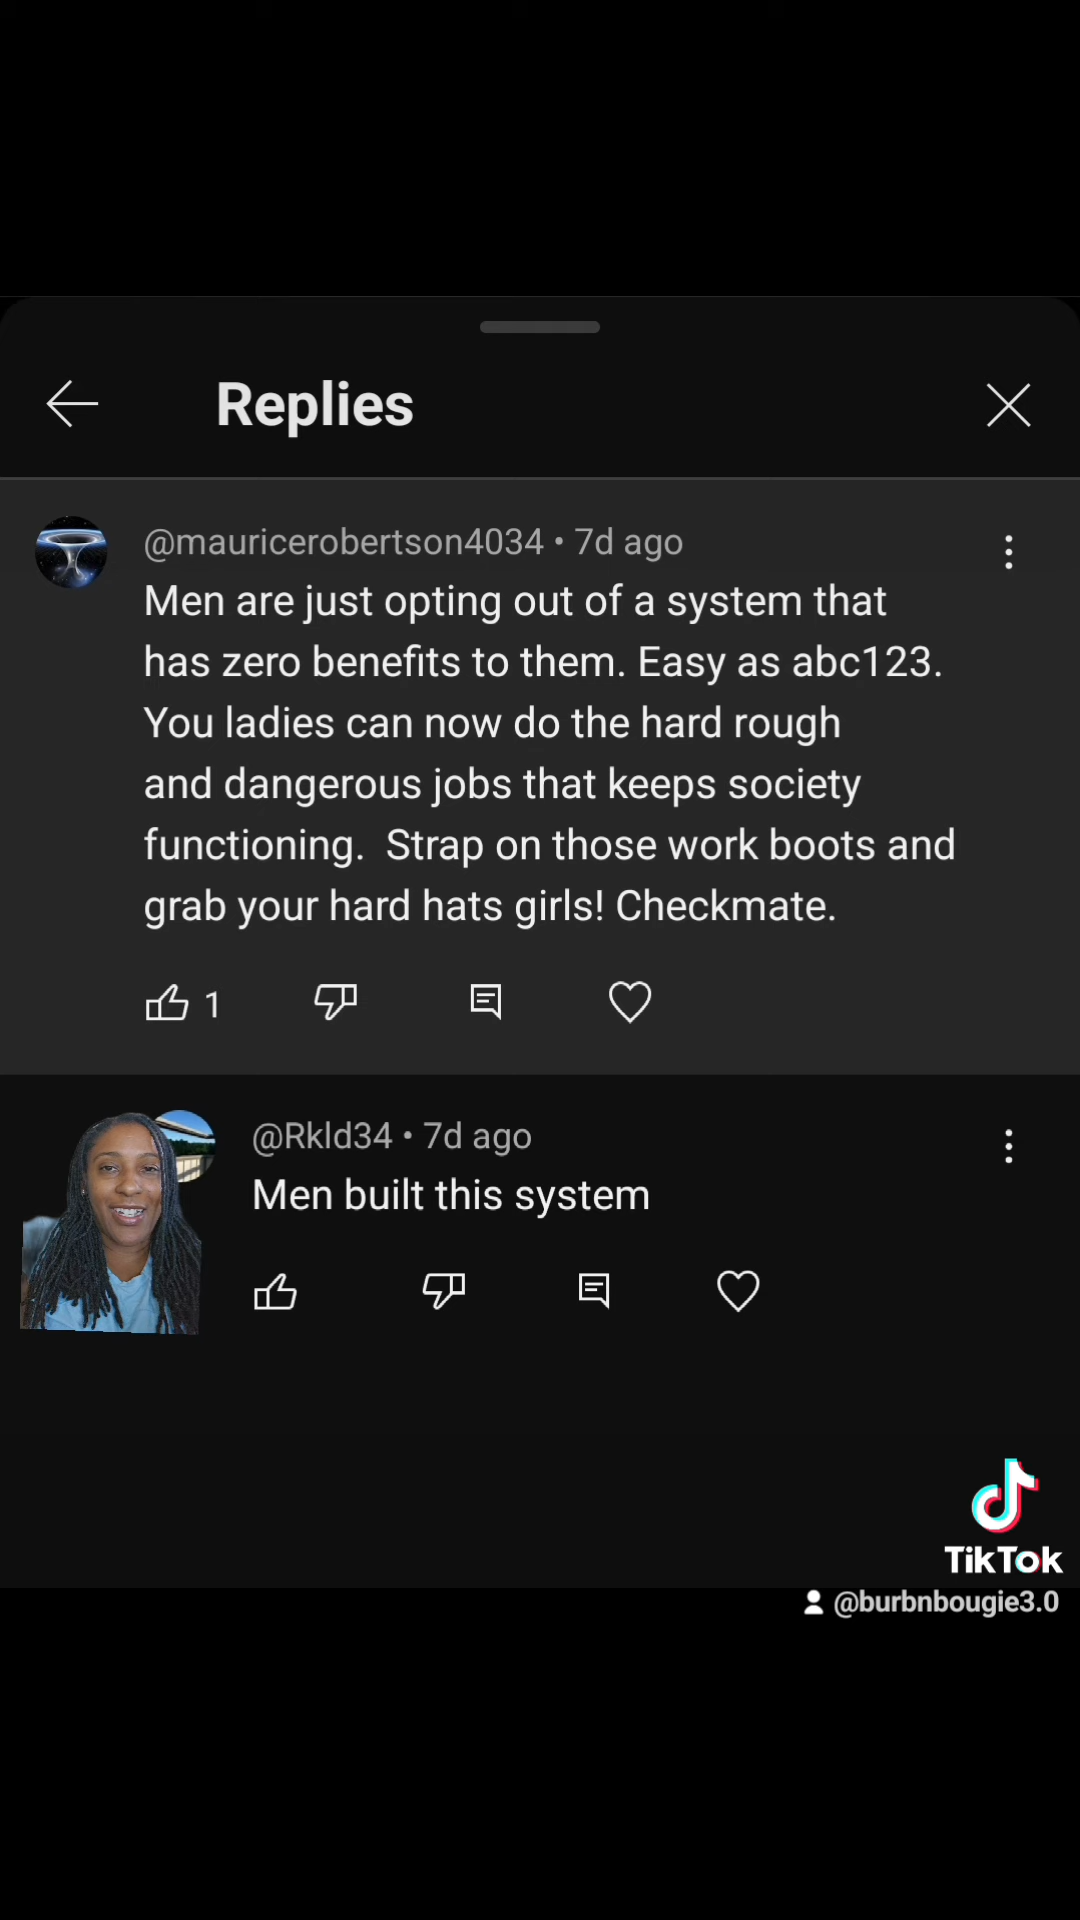 Replies
@mauricerobertson4034 • 7d ago
Men are just opting out of a system that
has zero benefits to them. Easy as abc123.
You ladies can now do the hard rough
and dangerous jobs that keeps society
functioning.  Strap on those work boots and
grab your hard hats girls! Checkmate.
1
@Rkld34 • 7d ago
Men built this system
TikTok
@burbnbougie3.0